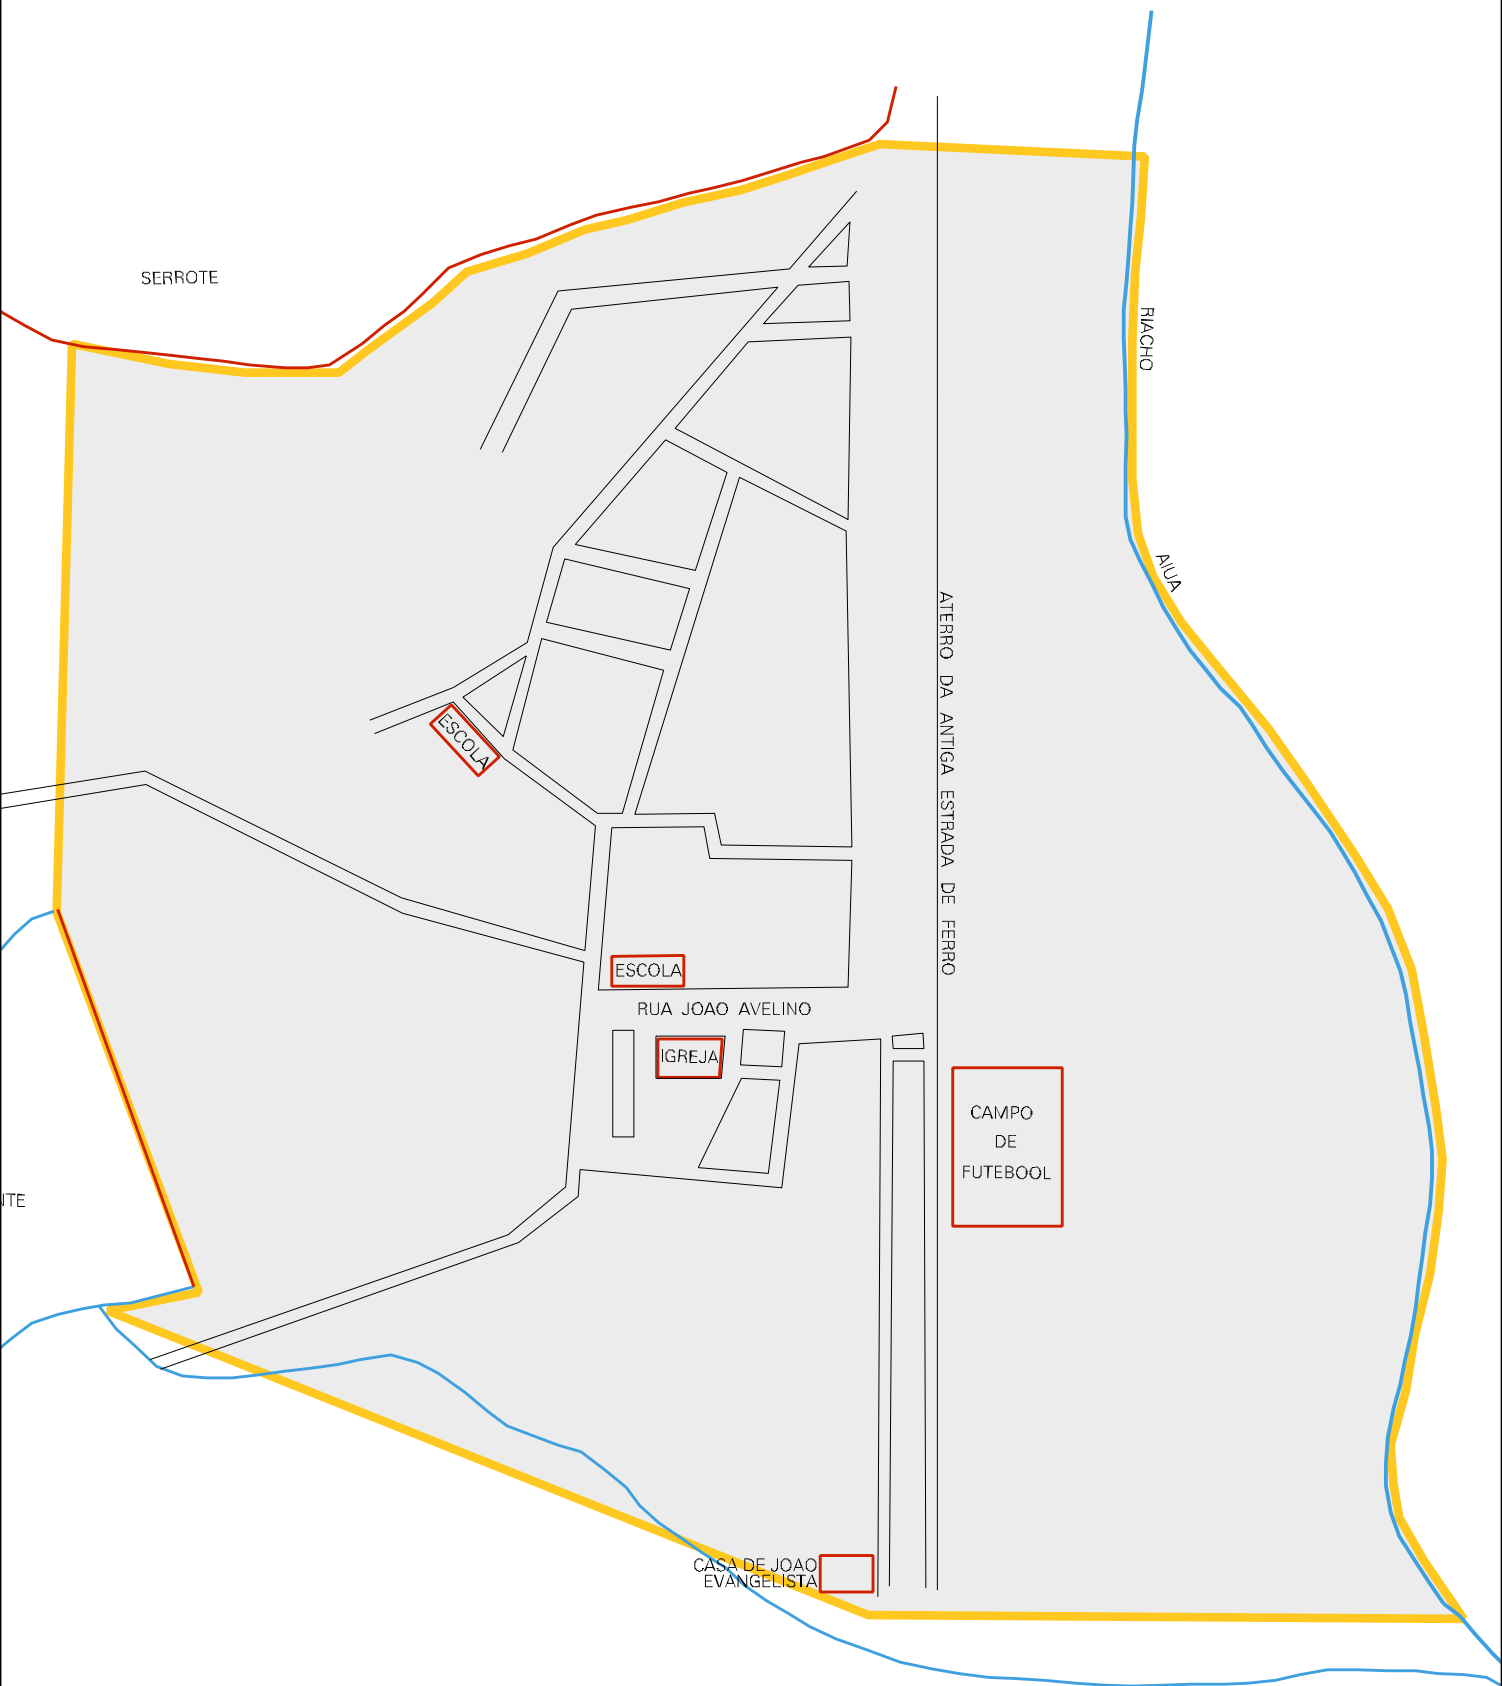 SERROTE
RIACHO
AIUA
ATERRO DA ANTIGA ESTRADA DE FERRO
ESCOLA
ESCOLA
RUA JOAO AVELINO
IGREJA
CAMPO
DE
FUTEBOOL
NTE
CASA DE JOAO
EVANGELISTA